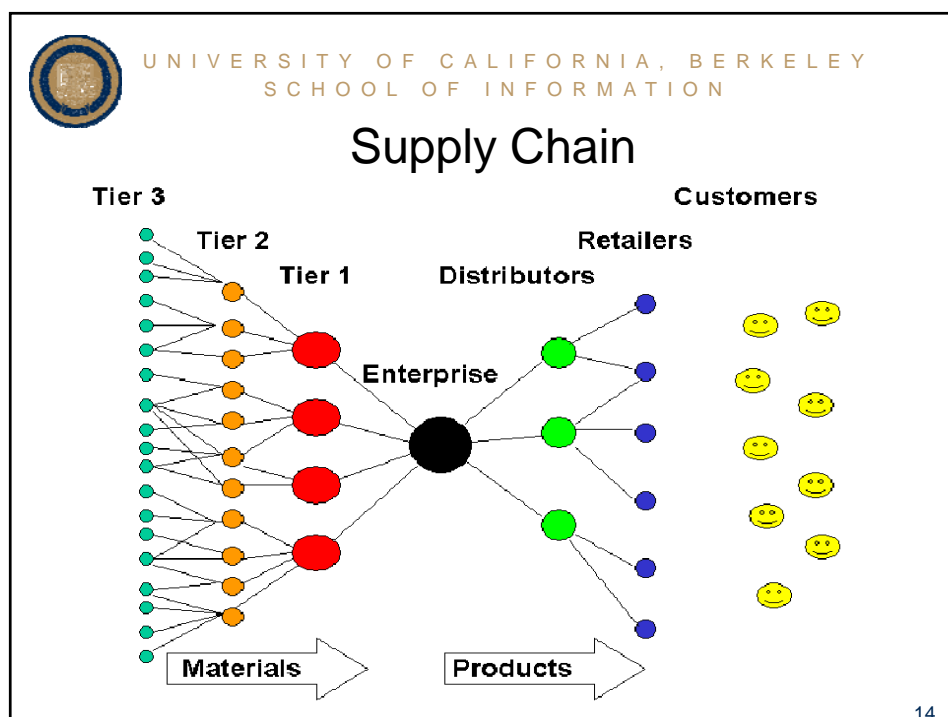 UNIVERSITY OF CALIFORNIA, BERKELEY
SCHOOL OF INFORMATION
Supply Chain
Tier 3
Customers
Tier 2
Retailers
Tier 1
Distributors
Enterprise
Materials
Products
14